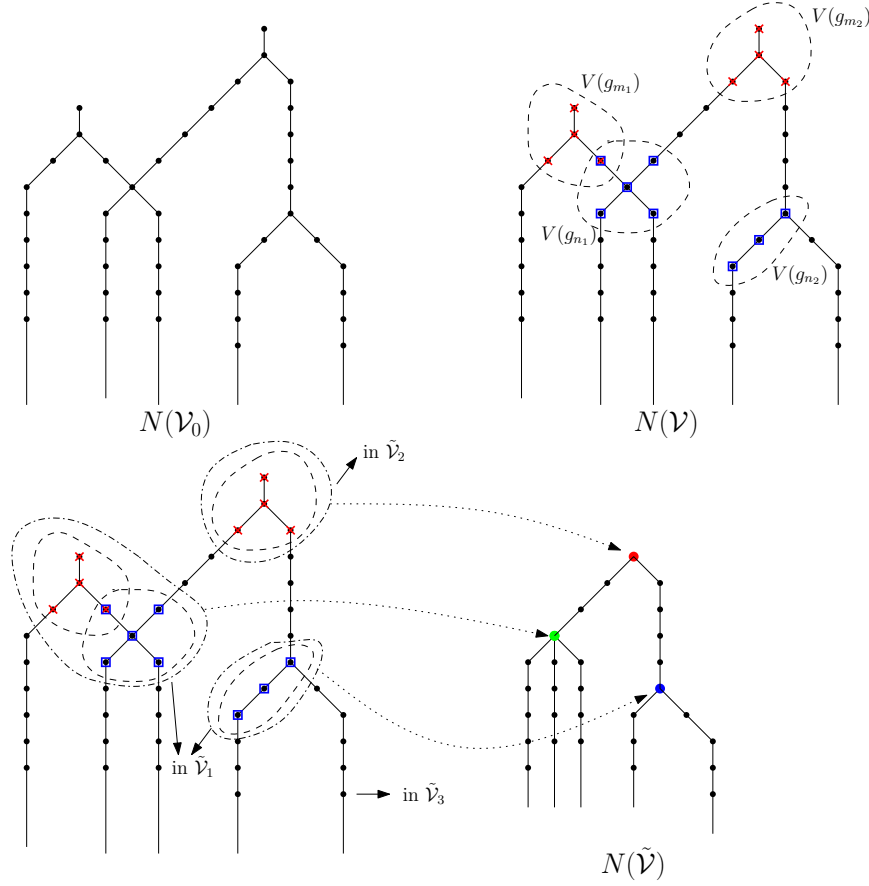 V(g_{m_2})
V(g_{m_1})
V(g_{n_1})
V(g_{n_2})
N(𝒱_0)
N(𝒱)
in 𝒱̃_2
in 𝒱̃_1
in 𝒱̃_3
N(𝒱̃)